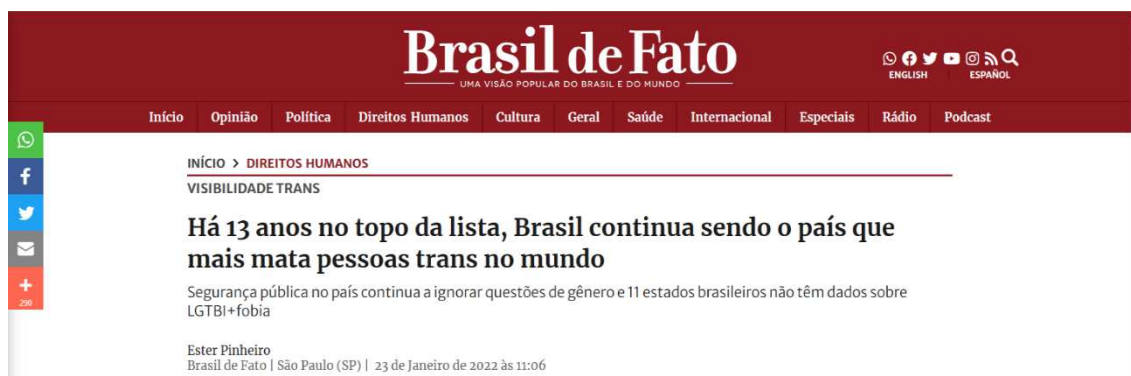 Brasil de Fato
UMA VISÃO POPULAR DO BRASIL E DO MUNDO
ENGLISH
ESPAÑOL
Início Opinião Política Direitos Humanos Cultura Geral Saúde Internacional Especiais Rádio Podcast
INÍCIO > DIREITOS HUMANOS
VISIBILIDADE TRANS
Há 13 anos no topo da lista, Brasil continua sendo o país que
mais mata pessoas trans no mundo
Segurança pública no país continua a ignorar questões de gênero e 11 estados brasileiros não têm dados sobre
LGTBI+fobia
Ester Pinheiro
Brasil de Fato | São Paulo (SP) | 23 de Janeiro de 2022 às 11:06
290